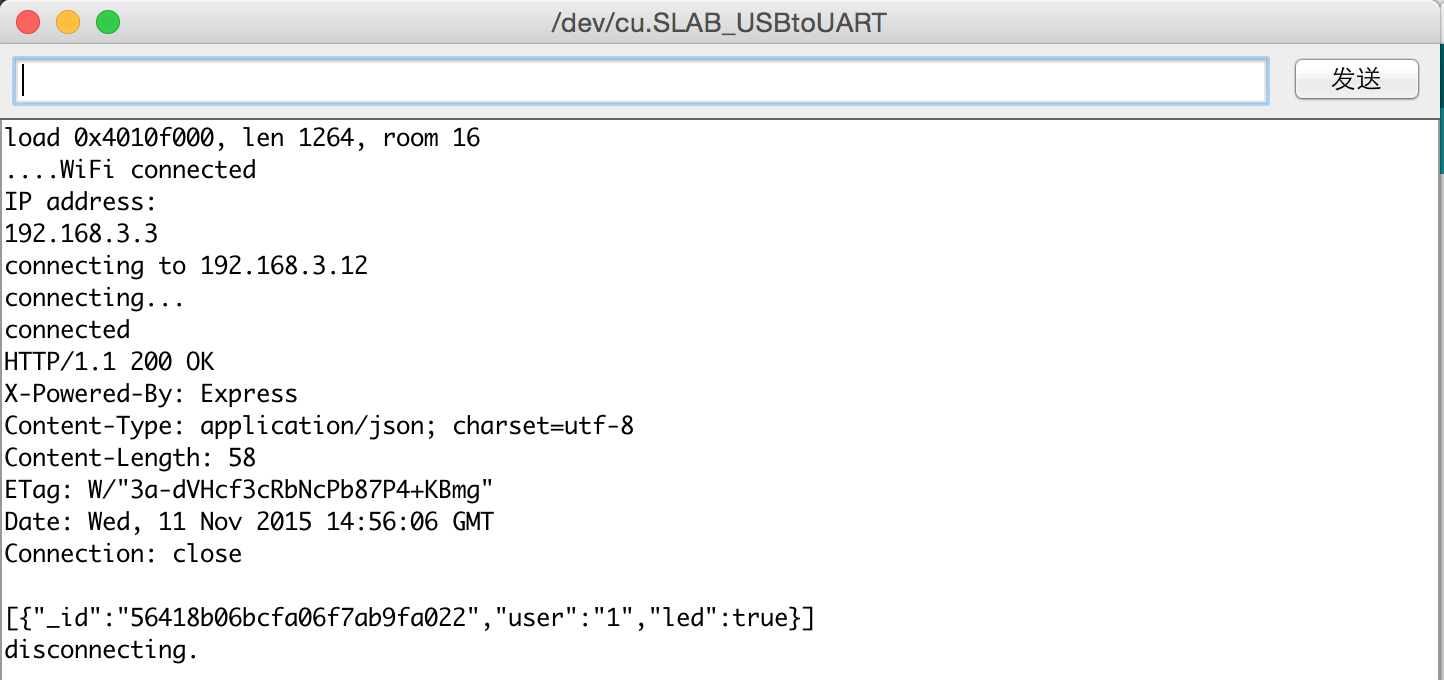 /dev/cu.SLAB_USBtoUART
发送
load 0x4010f000, len 1264, room 16
....WiFi connected
IP address:
192.168.3.3
connecting to 192.168.3.12
connecting...
connected
HTTP/1.1 200 OK
X-Powered-By: Express
Content-Type: application/json; charset=utf-8
Content-Length: 58
ETag: W/"3a-dVHcf3cRbNcPb87P4+KBmg"
Date: Wed, 11 Nov 2015 14:56:06 GMT
Connection: close
[{"_id":"56418b06bcfa06f7ab9fa022","user":"1","led":true}]
disconnecting.